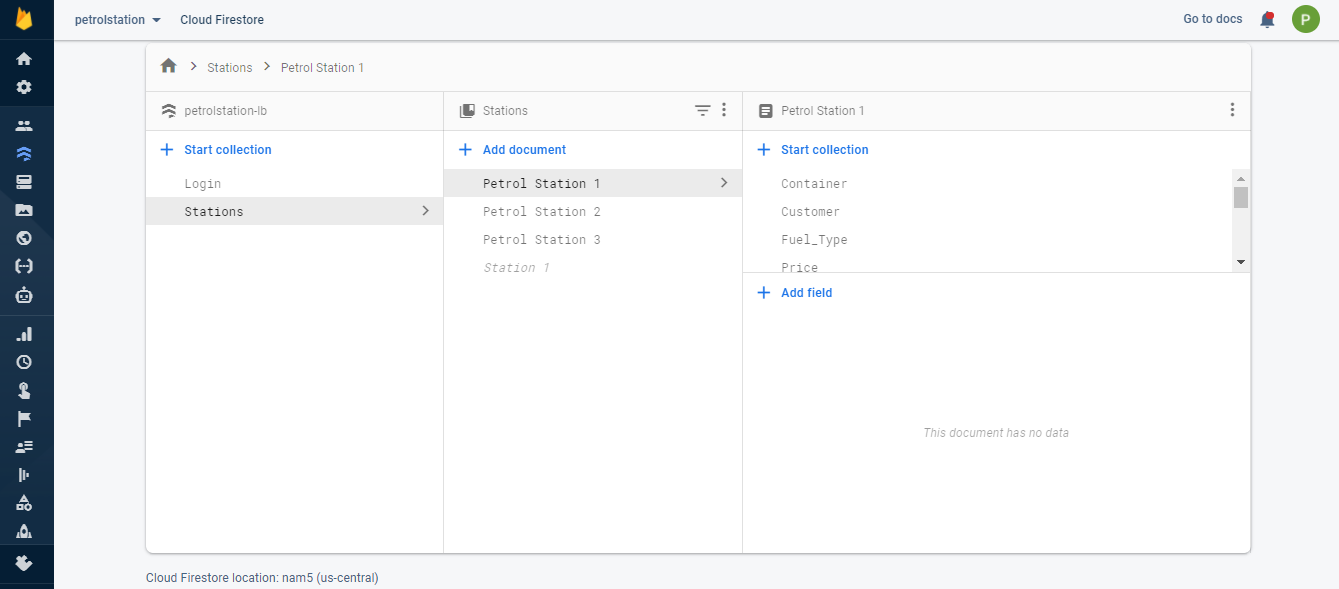 petrolstation
Cloud Firestore
Go to docs
P
Stations
Petrol Station 1
petrolstation-lb
Start collection
Login
Stations
Stations
Add document
Petrol Station 1
Petrol Station 2
Petrol Station 3
Station 1
Petrol Station 1
Start collection
Container
Customer
Fuel_Type
Price
Add field
This document has no data
Cloud Firestore location: nam5 (us-central)